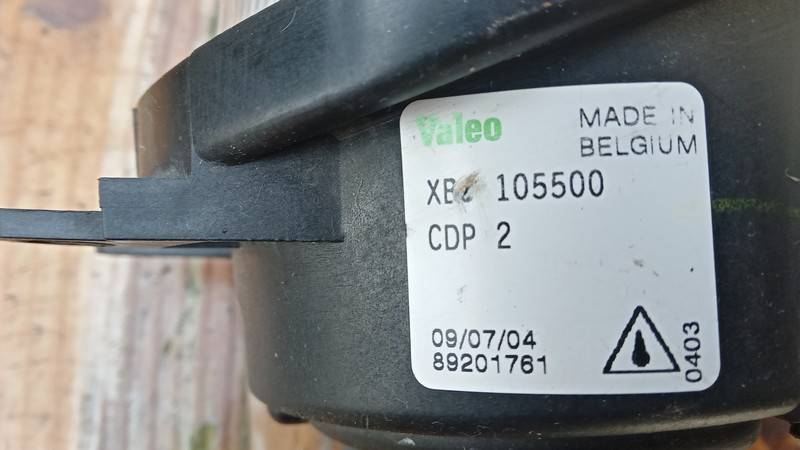 Valeo
MADE IN
BELGIUM
105500
CDP 2
09/07/04
89201761
0403